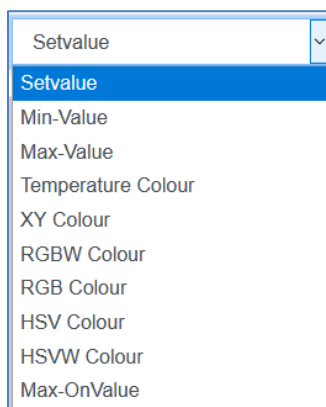 Setvalue
Setvalue
Min-Value
Max-Value
Temperature Colour
XY Colour
RGBW Colour
RGB Colour
HSV Colour
HSVW Colour
Max-OnValue